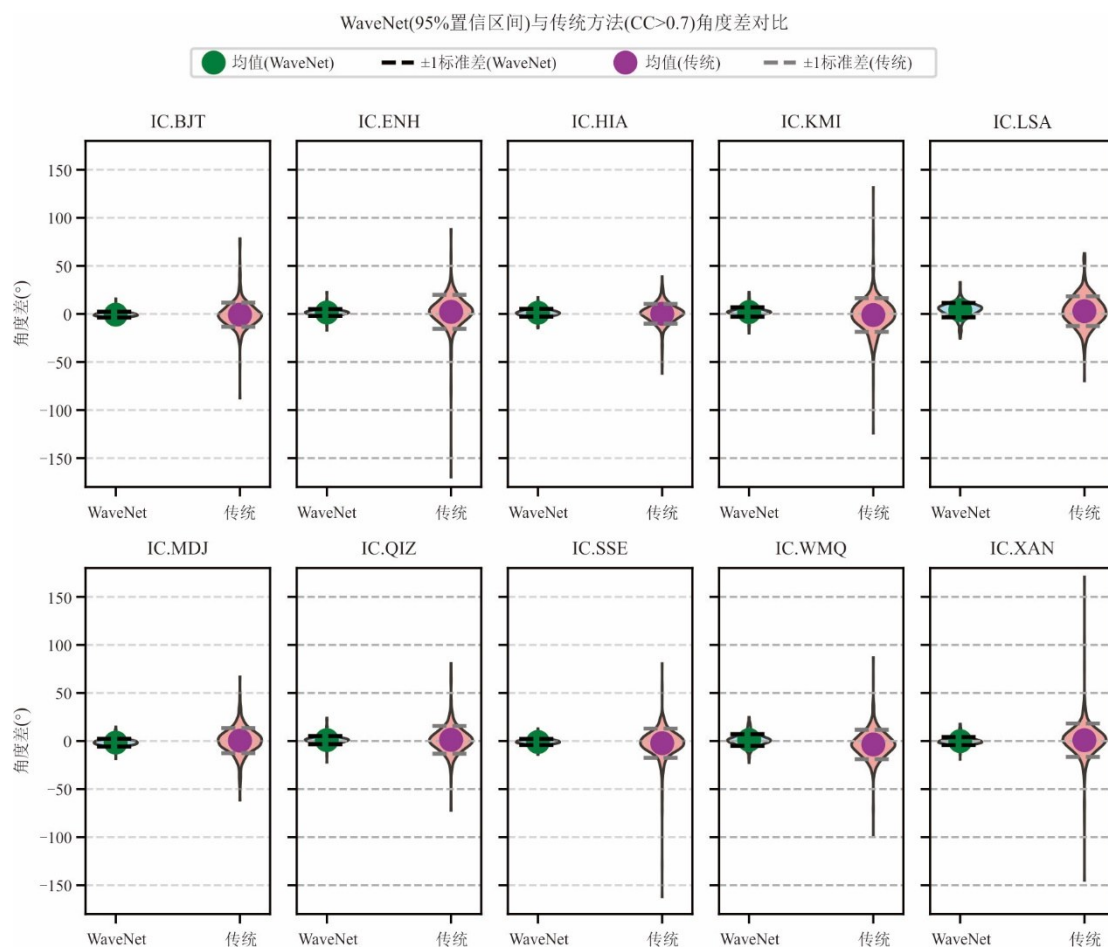 WaveNet(95%置信区间)与传统方法(CC>0.7)角度差对比
均值(WaveNet) ±1标准差(WaveNet) 均值(传统) ±1标准差(传统)
IC.BJT IC.ENH IC.HIA IC.KMI IC.LSA
150
100
50
0
−50
−100
−150
角度差(°)
WaveNet 传统 WaveNet 传统 WaveNet 传统 WaveNet 传统 WaveNet 传统
IC.MDJ IC.QIZ IC.SSE IC.WMQ IC.XAN
150
100
50
0
−50
−100
−150
角度差(°)
WaveNet 传统 WaveNet 传统 WaveNet 传统 WaveNet 传统 WaveNet 传统